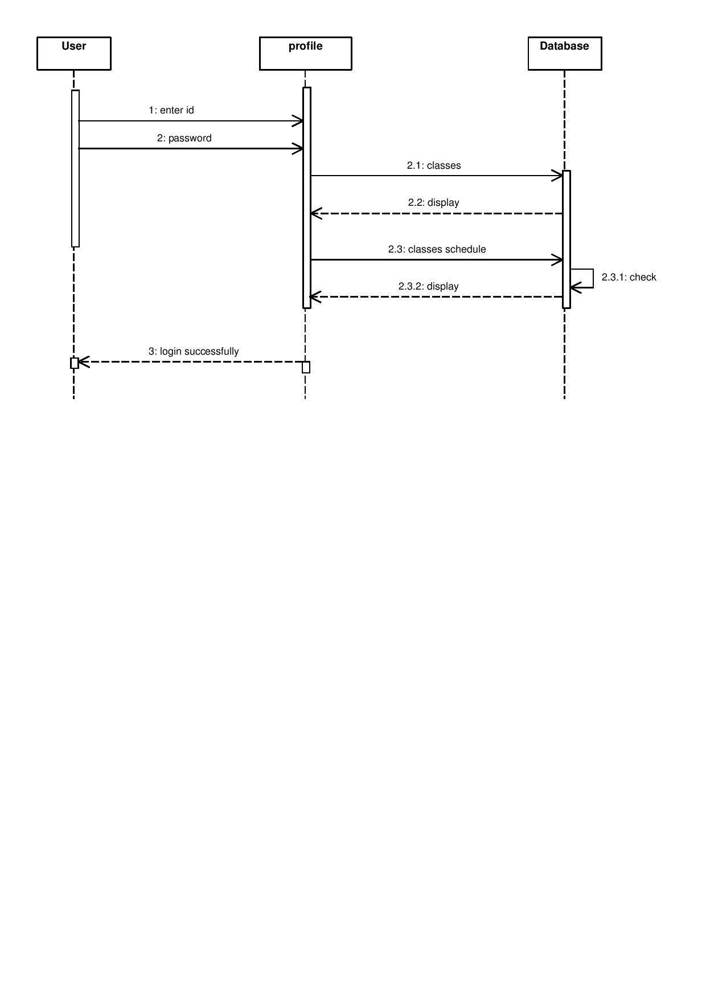 User
profile
Database
1: enter id
2: password
2.1: classes
2.2: display
2.3: classes schedule
2.3.1: check
2.3.2: display
3: login successfully